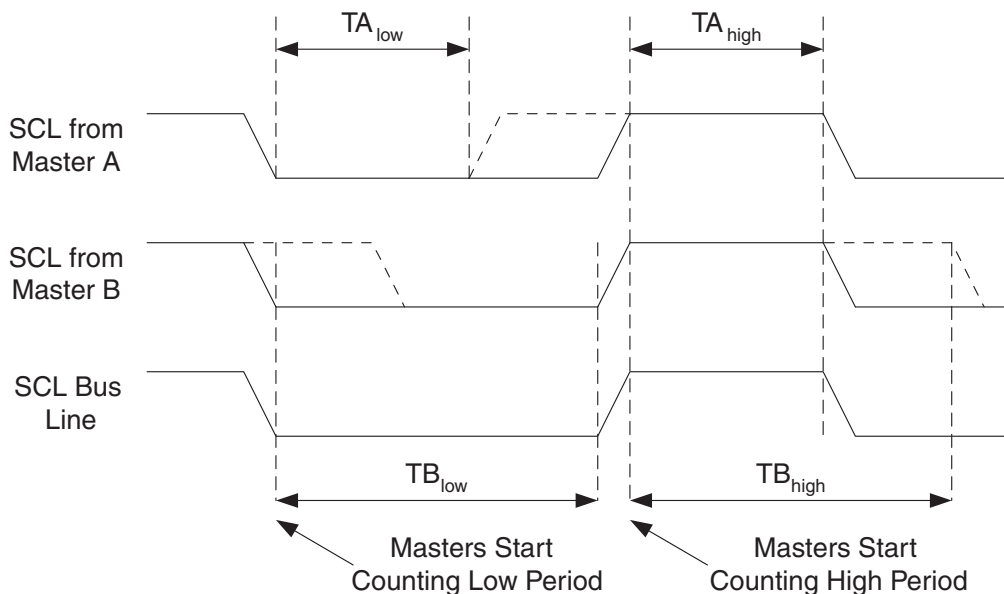 TA low
TA high
SCL from
Master A
SCL from
Master B
SCL Bus
Line
TB low
TB high
Masters Start
Counting Low Period
Masters Start
Counting High Period